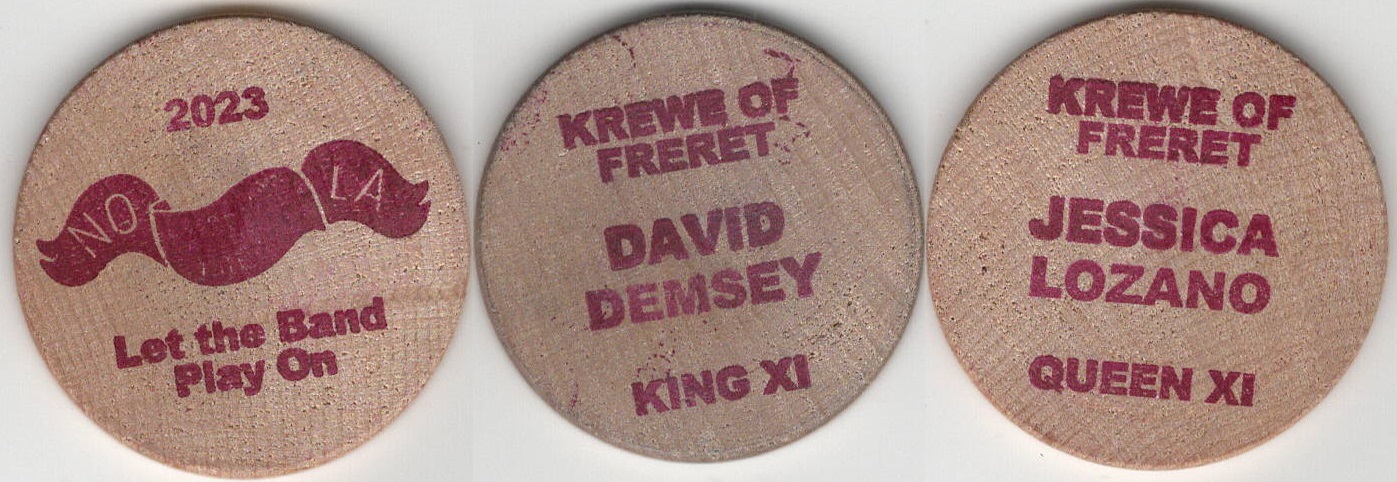 2023
NO LA
Let the Band
Play On
KREWE OF
FRERET
DAVID
DEMSEY
KING XI
KREWE OF
FRERET
JESSICA
LOZANO
QUEEN XI